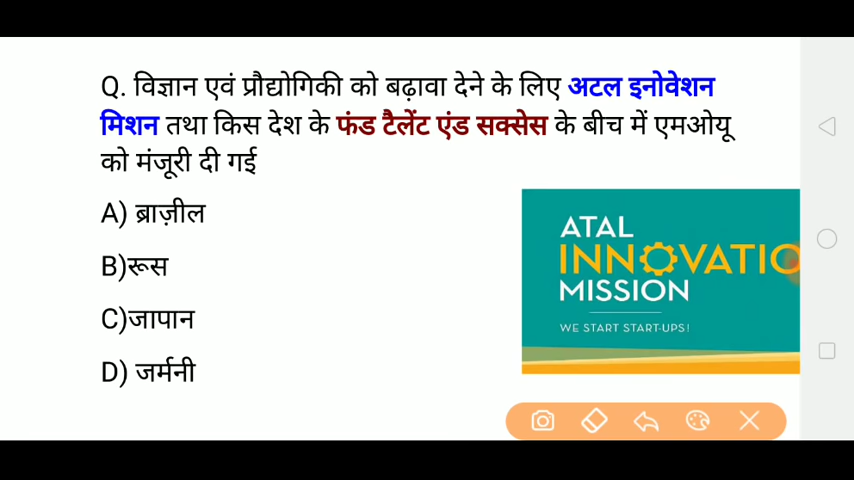 Q. विज्ञान एवं प्रौद्योगिकी को बढ़ावा देने के लिए अटल इनोवेशन
मिशन तथा किस देश के फंड टैलेंट एंड सक्सेस के बीच में एमओयू
को मंजूरी दी गई
A) ब्राज़ील
B)रूस
C)जापान
D) जर्मनी
ATAL
INNOVATIO
MISSION
WE START START-UPS!